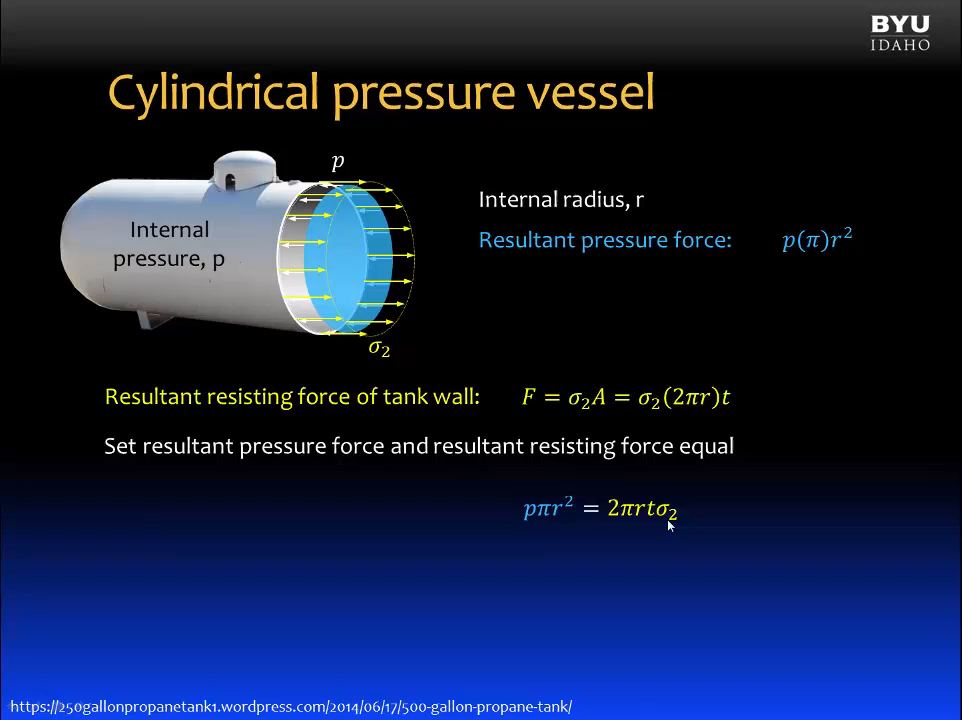 BYU
IDAHO
Cylindrical pressure vessel
p
Internal radius, r
Internal
pressure, p
Resultant pressure force: p(π)r²
σ₂
Resultant resisting force of tank wall: F = σ₂A = σ₂(2πr)t
Set resultant pressure force and resultant resisting force equal
pπr² = 2πrtσ₂
https://250gallonpropanetank1.wordpress.com/2014/06/17/500-gallon-propane-tank/